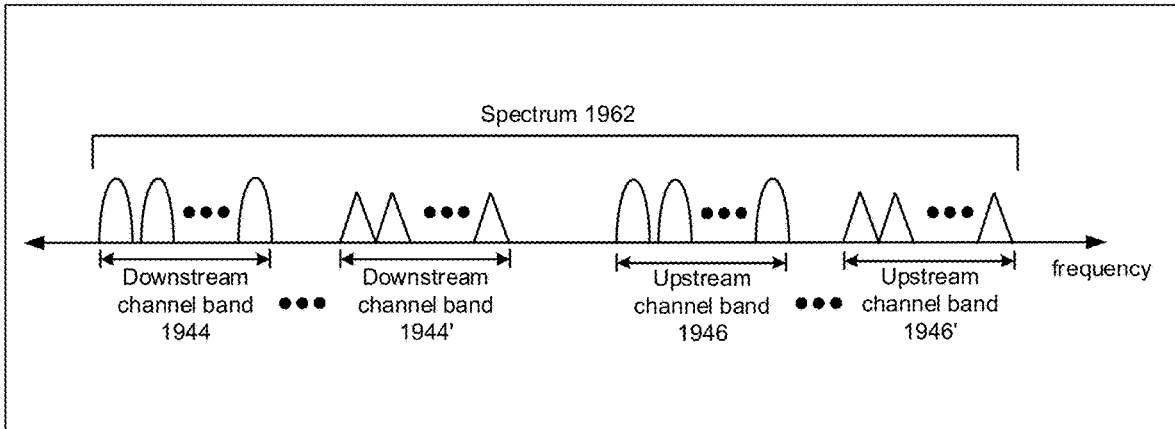 Spectrum 1962
frequency
Downstream
channel band
1944
Downstream
channel band
1944'
Upstream
channel band
1946
Upstream
channel band
1946'